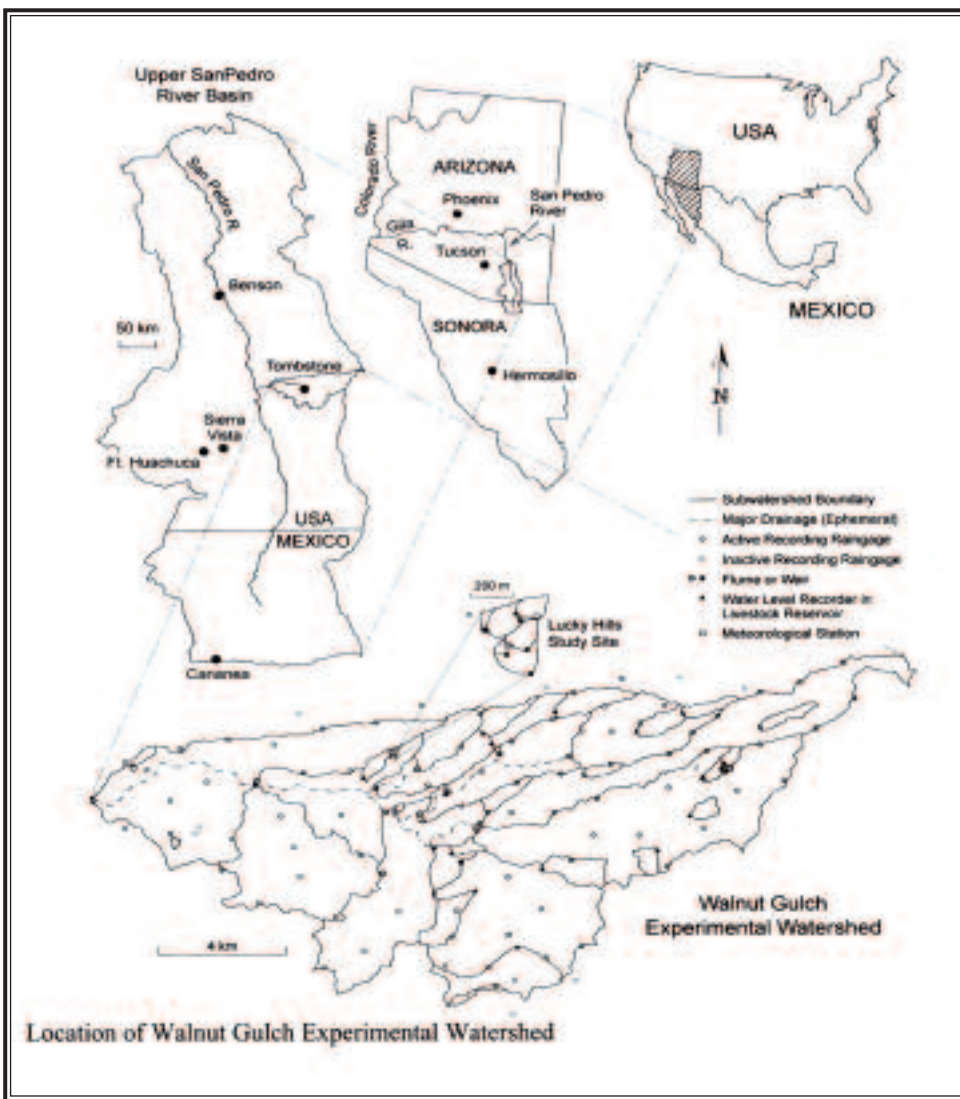 Upper SanPedro
River Basin
San Pedro R.
Benson
50 km
Tombstone
Sierra
Vista
Ft. Huachuca
USA
MEXICO
Cananea
Colorado River
ARIZONA
Phoenix
San Pedro
River
Gila
R.
Tucson
SONORA
Hermosillo
USA
MEXICO
N
Subwatershed Boundary
Major Drainage (Ephemeral)
Active Recording Raingage
Inactive Recording Raingage
Flume or Weir
Water Level Recorder in
Livestock Reservoir
Meteorological Station
200 m
Lucky Hills
Study Site
Walnut Gulch
Experimental Watershed
4 km
Location of Walnut Gulch Experimental Watershed